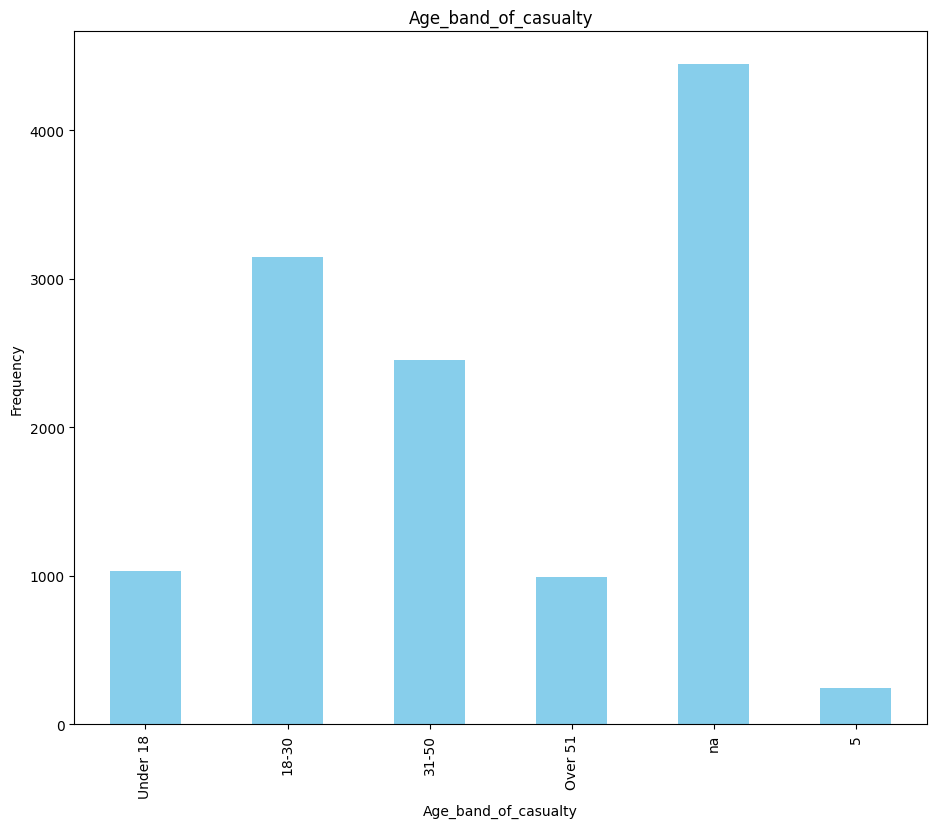 Age_band_of_casualty
4000
3000
2000
1000
0
Frequency
Under 18
18-30
31-50
Over 51
na
5
Age_band_of_casualty